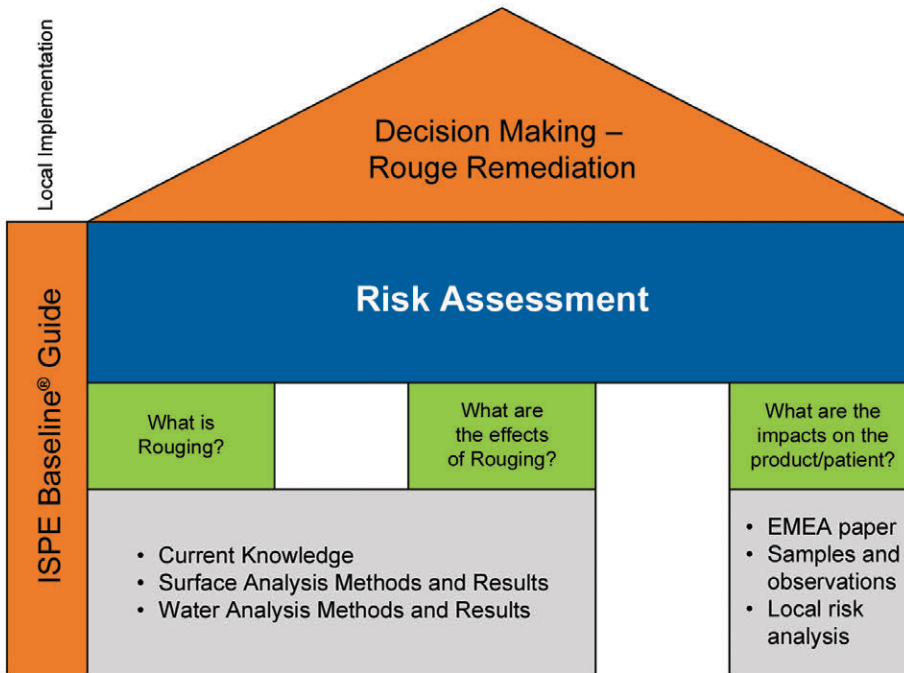 Local Implementation
Decision Making –
Rouge Remediation
ISPE Baseline® Guide
Risk Assessment
What is
Rouging?
What are
the effects
of Rouging?
What are the
impacts on the
product/patient?
• Current Knowledge
• Surface Analysis Methods and Results
• Water Analysis Methods and Results
• EMEA paper
• Samples and
observations
• Local risk
analysis